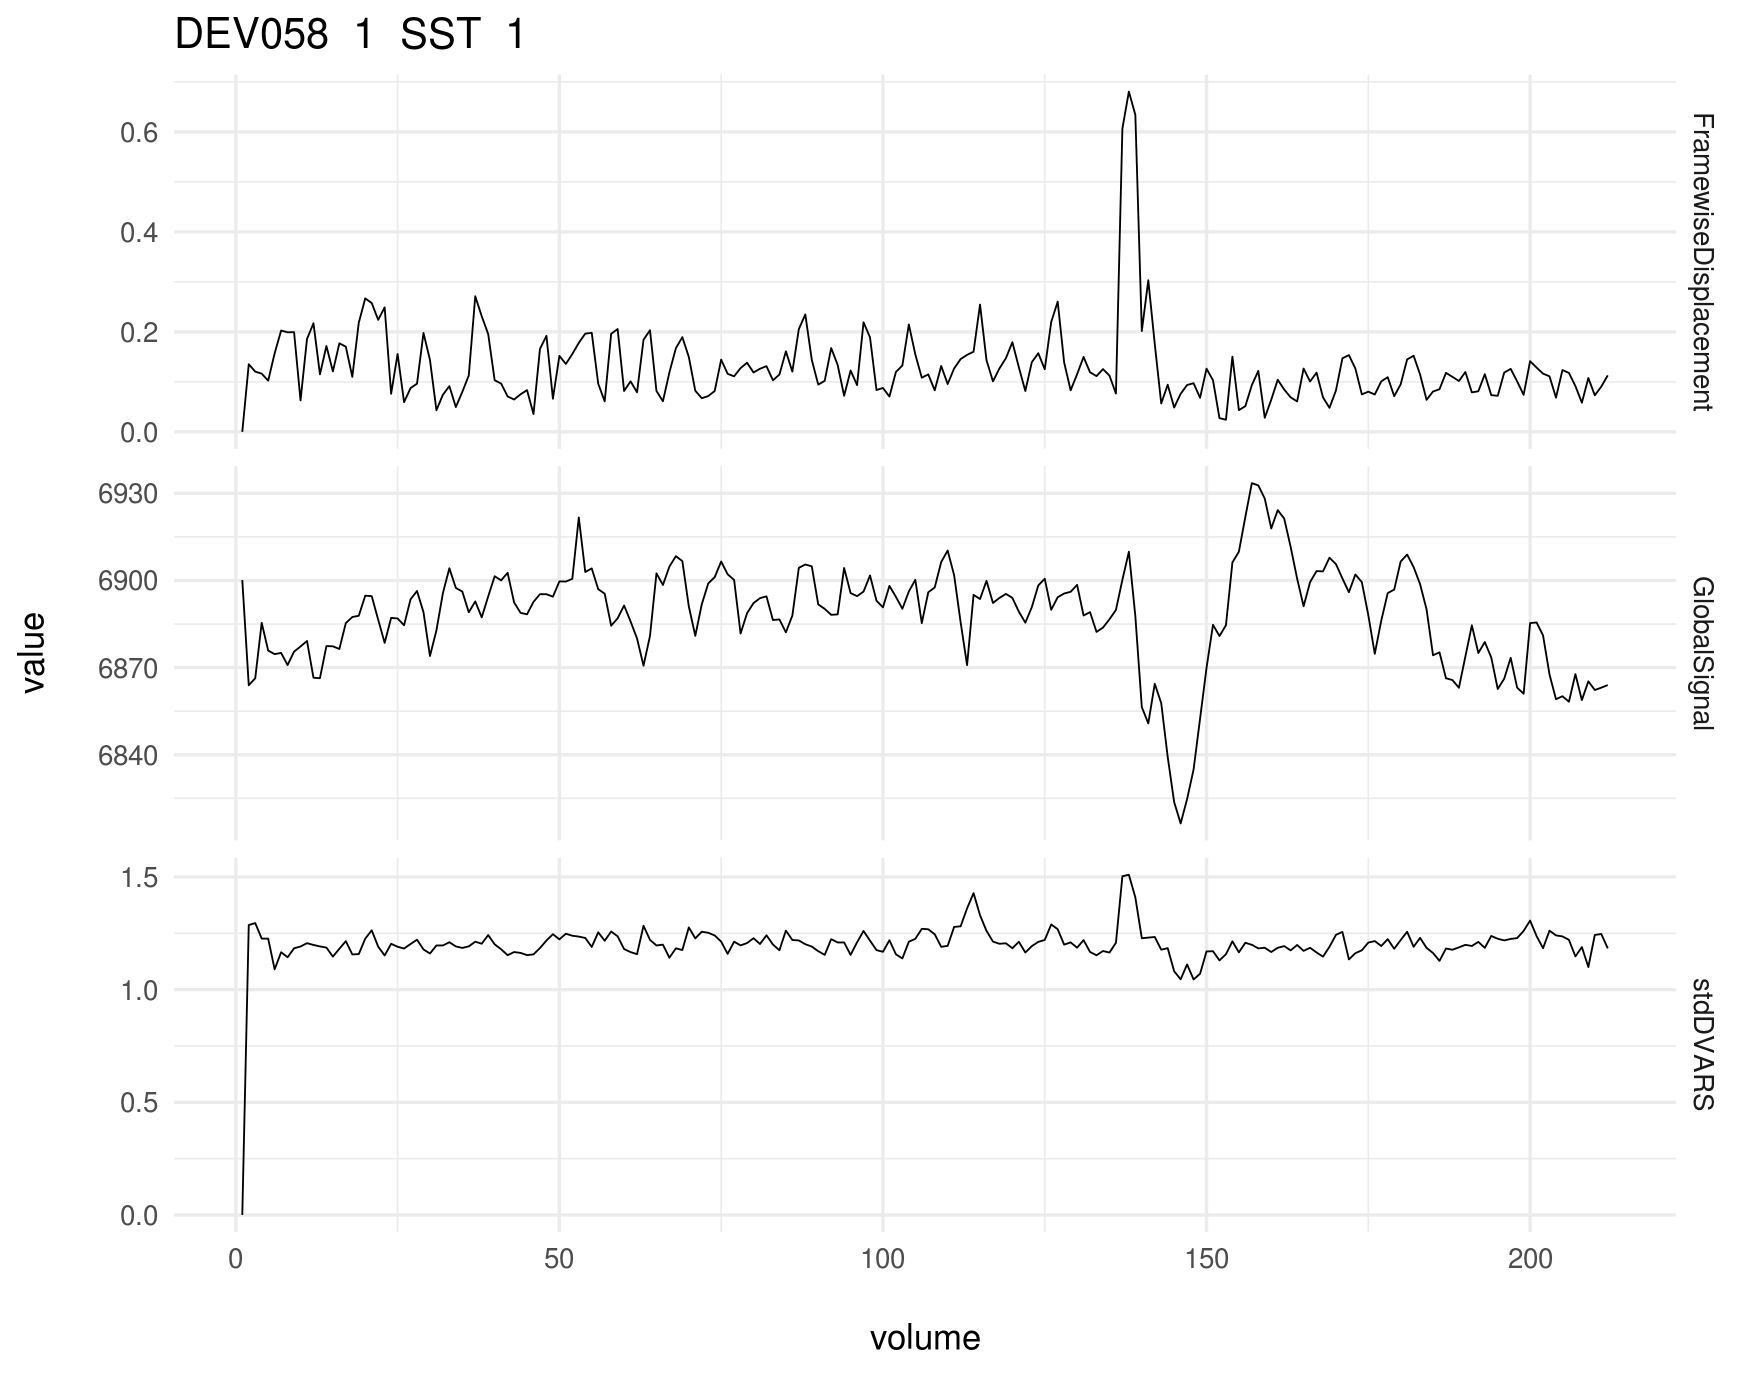 DEV058 1 SST 1
0.6
0.4
0.2
0.0
FramewiseDisplacement
6930
6900
6870
6840
GlobalSignal
1.5
1.0
0.5
0.0
stdDVARS
value
0 50 100 150 200
volume